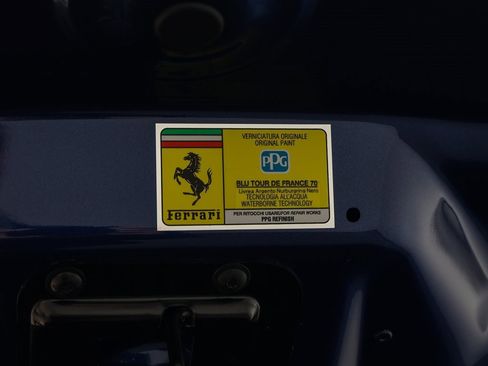 VERNICIATURA ORIGINALE
ORIGINAL PAINT
PPG
BLU TOUR DE FRANCE 70
Livrea Argento Nurburgring Nero
TECNOLOGIA ALL'ACQUA
WATERBORNE TECHNOLOGY
Ferrari
PER RITOCCHI USARE/FOR REPAIR WORKS
PPG REFINISH